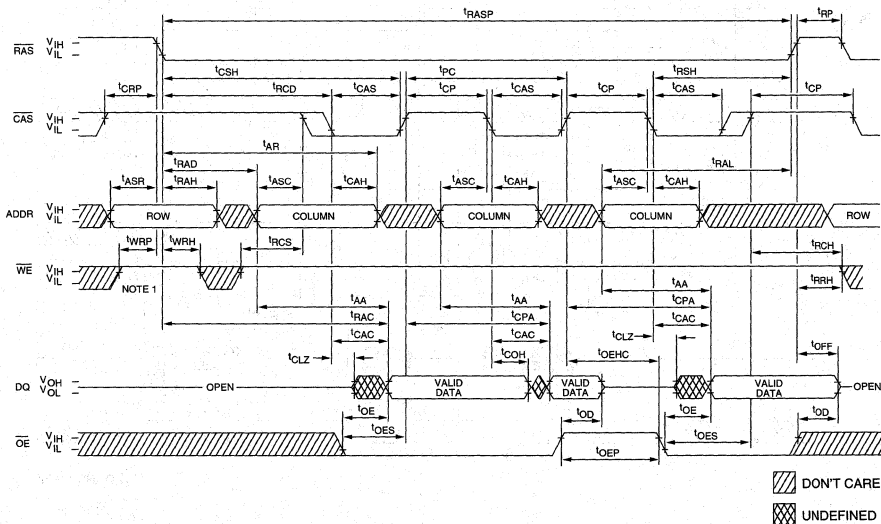 tRASP tRP
RAS VIH VIL
tCSH tPC tRSH
tCRP tRCD tCAS tCP tCAS tCP tCAS tCP
CAS VIH VIL
tAR
tRAD tRAL
tASR tRAH tASC tCAH tASC tCAH tASC tCAH
ADDR VIH VIL ROW COLUMN COLUMN COLUMN ROW
tWRP tWRH tRCS tRCH
WE VIH VIL
NOTE 1 tAA tRRH
tAA tAA tCPA
tRAC tCPA tCAC
tCAC tCAC tCLZ
tCLZ tCOH tOEHC tOFF
DQ VOH VOL OPEN VALID DATA VALID DATA VALID DATA OPEN
tOE tOD tOE tOD
tOES tOES
OE VIH VIL tOEP
DON'T CARE
UNDEFINED